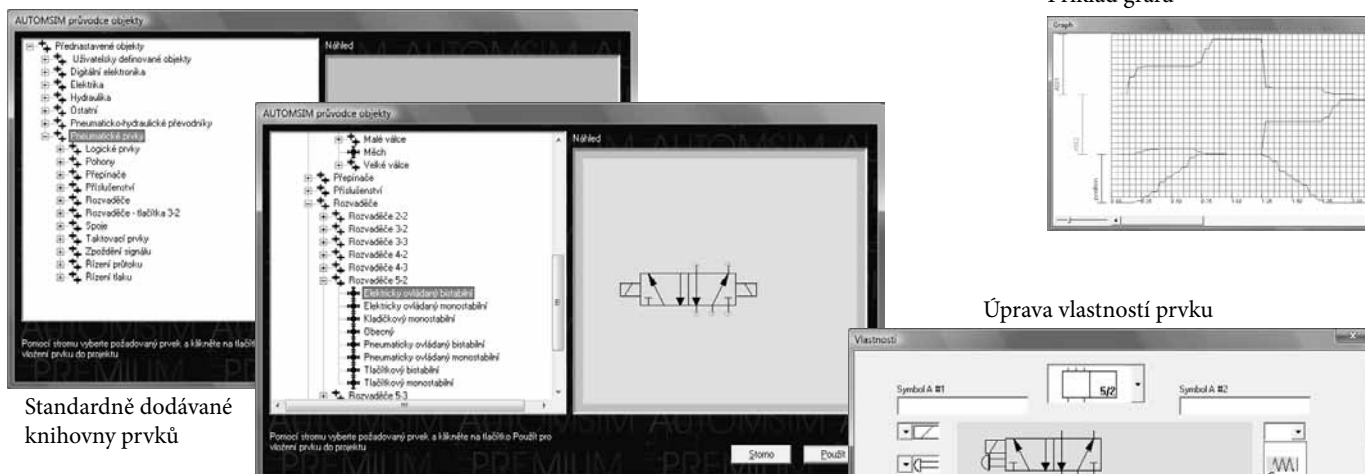 AUTOMSIM průvodce objekty
Přednastavené objekty
Uživatelsky definované objekty
Digitální elektronika
Elektrika
Hydraulika
Ostatní
Pneumaticko-hydraulické převodníky
Pneumatické prvky
Logické prvky
Pohony
Přepínače
Příslušenství
Rozvaděče
Rozvaděče - tlačítka 3-2
Spoje
Taktovací prvky
Zpoždění signálu
Řízení průtoku
Řízení tlaku
Náhled
Pomocí stromu vyberte požadovaný prvek a klikněte na tlačít
vložení prvku do projektu
Standardně dodávané
knihovny prvků
AUTOMSIM průvodce objekty
Malé válce
Měch
Velké válce
Přepínače
Příslušenství
Rozvaděče
Rozvaděče 2-2
Rozvaděče 3-2
Rozvaděče 3-3
Rozvaděče 4-2
Rozvaděče 4-3
Rozvaděče 5-2
Elektricky ovládaný bistabilní
Elektricky ovládaný monostabilní
Kladičkový monostabilní
Obecný
Pneumaticky ovládaný bistabilní
Pneumaticky ovládaný monostabilní
Tlačítkový bistabilní
Tlačítkový monostabilní
Rozvaděče 5-3
Náhled
Pomocí stromu vyberte požadovaný prvek a klikněte na tlačítko Použít pro
vložení prvku do projektu
Storno
Použít
Graph
Úprava vlastností prvku
Vlastnosti
Symbol A #1
5/2
Symbol A #2